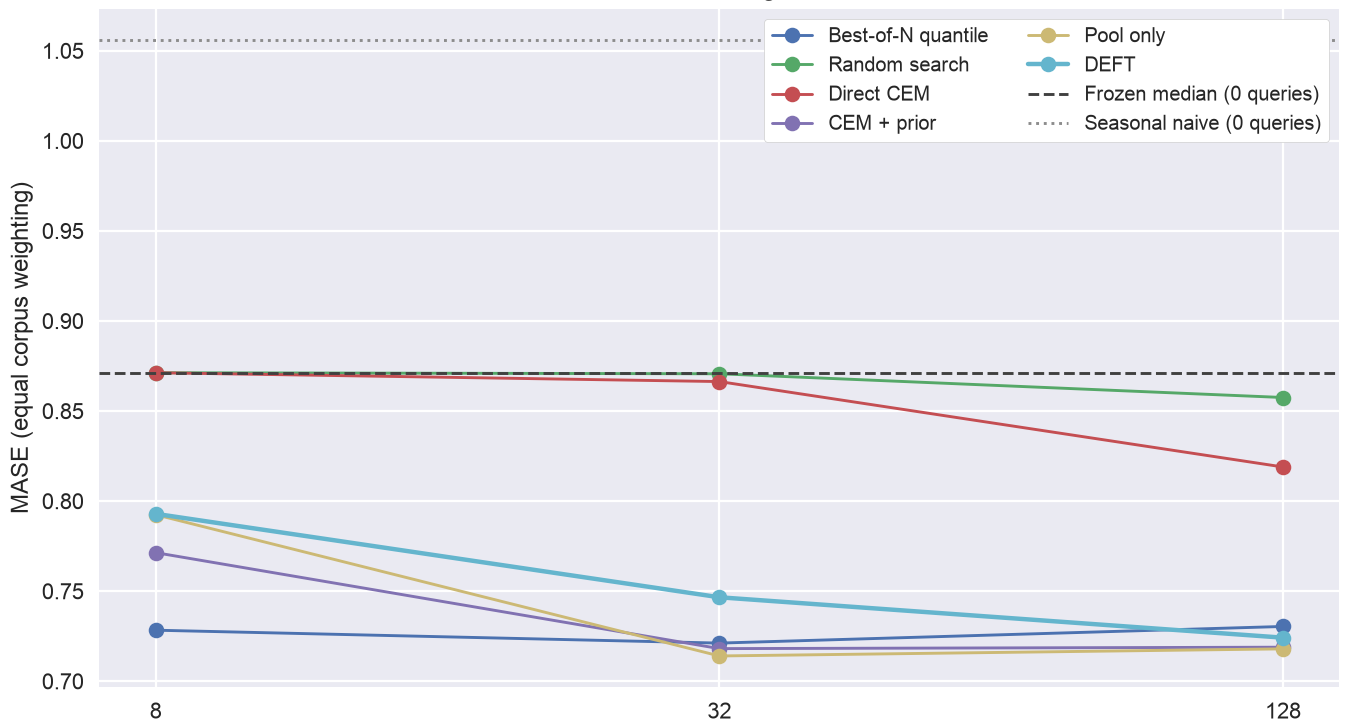 Best-of-N quantile
Random search
Direct CEM
CEM + prior
Pool only
DEFT
Frozen median (0 queries)
Seasonal naive (0 queries)
MASE (equal corpus weighting)
1.05
1.00
0.95
0.90
0.85
0.80
0.75
0.70
8
32
128